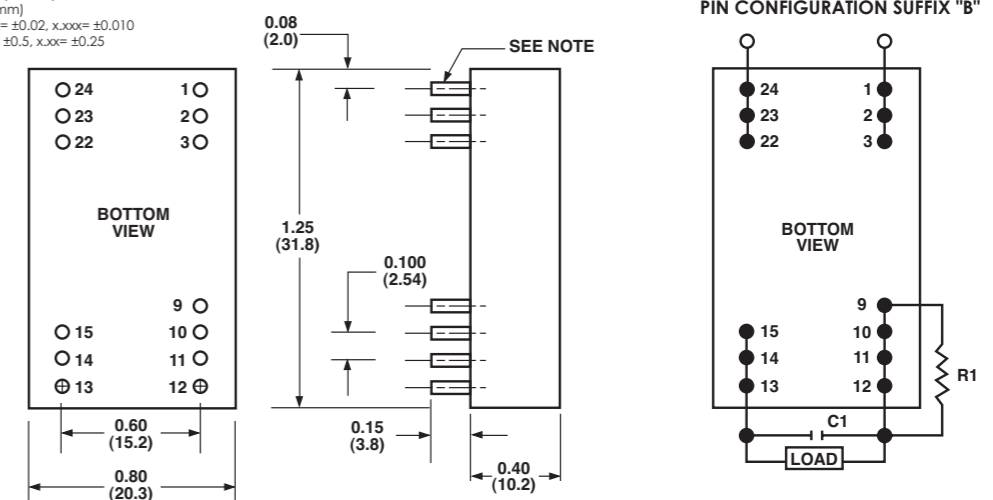 mm)
= ±0.02, x.xxx= ±0.010
±0.5, x.xx= ±0.25
0.08
(2.0)
SEE NOTE
24 1
23 2
22 3
BOTTOM
VIEW
9
15 10
14 11
13 12
0.60
(15.2)
0.80
(20.3)
1.25
(31.8)
0.100
(2.54)
0.15
(3.8)
0.40
(10.2)
PIN CONFIGURATION SUFFIX "B"
24 1
23 2
22 3
BOTTOM
VIEW
9
15 10
14 11
13 12
R1
C1
LOAD